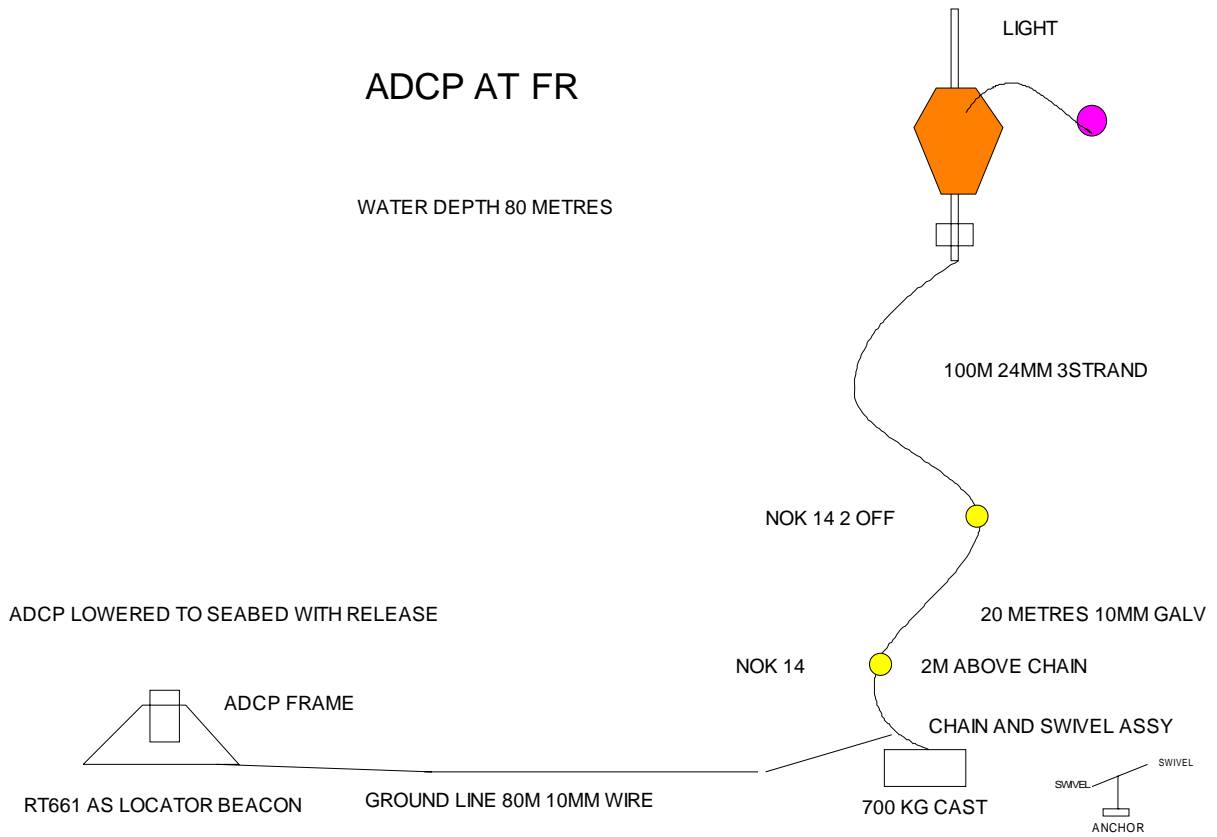 LIGHT
ADCP AT FR
WATER DEPTH 80 METRES
100M 24MM 3STRAND
NOK 14 2 OFF
ADCP LOWERED TO SEABED WITH RELEASE
20 METRES 10MM GALV
NOK 14
2M ABOVE CHAIN
ADCP FRAME
CHAIN AND SWIVEL ASSY
SWIVEL
SWIVEL
RT661 AS LOCATOR BEACON
GROUND LINE 80M 10MM WIRE
700 KG CAST
ANCHOR